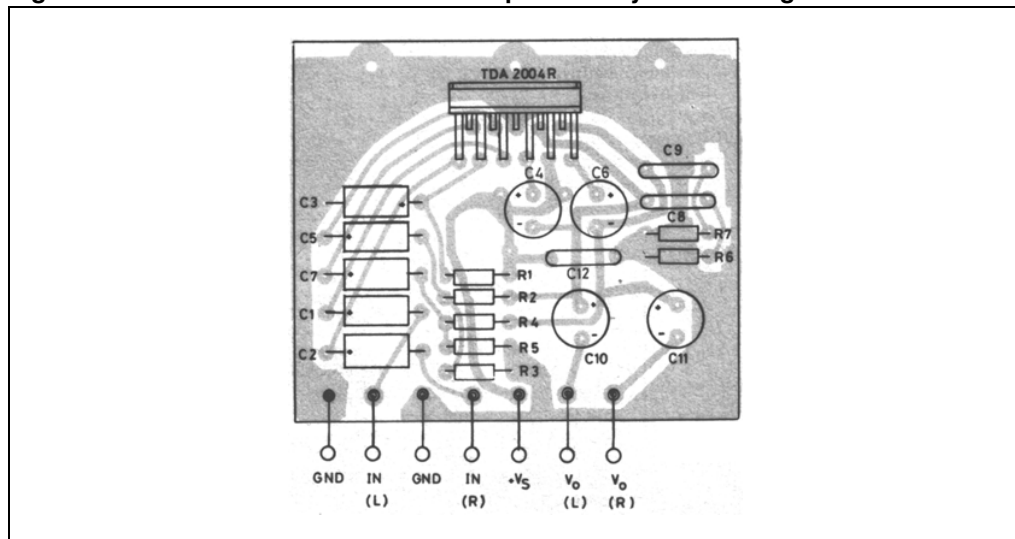 TDA 2004R
C9
C4
C6
C3
C8
R7
C5
R6
C12
C7
R1
R2
C1
R4
R5
C10
C11
C2
R3
GND
IN
(L)
GND
IN
(R)
+VS
Vo
(L)
Vo
(R)